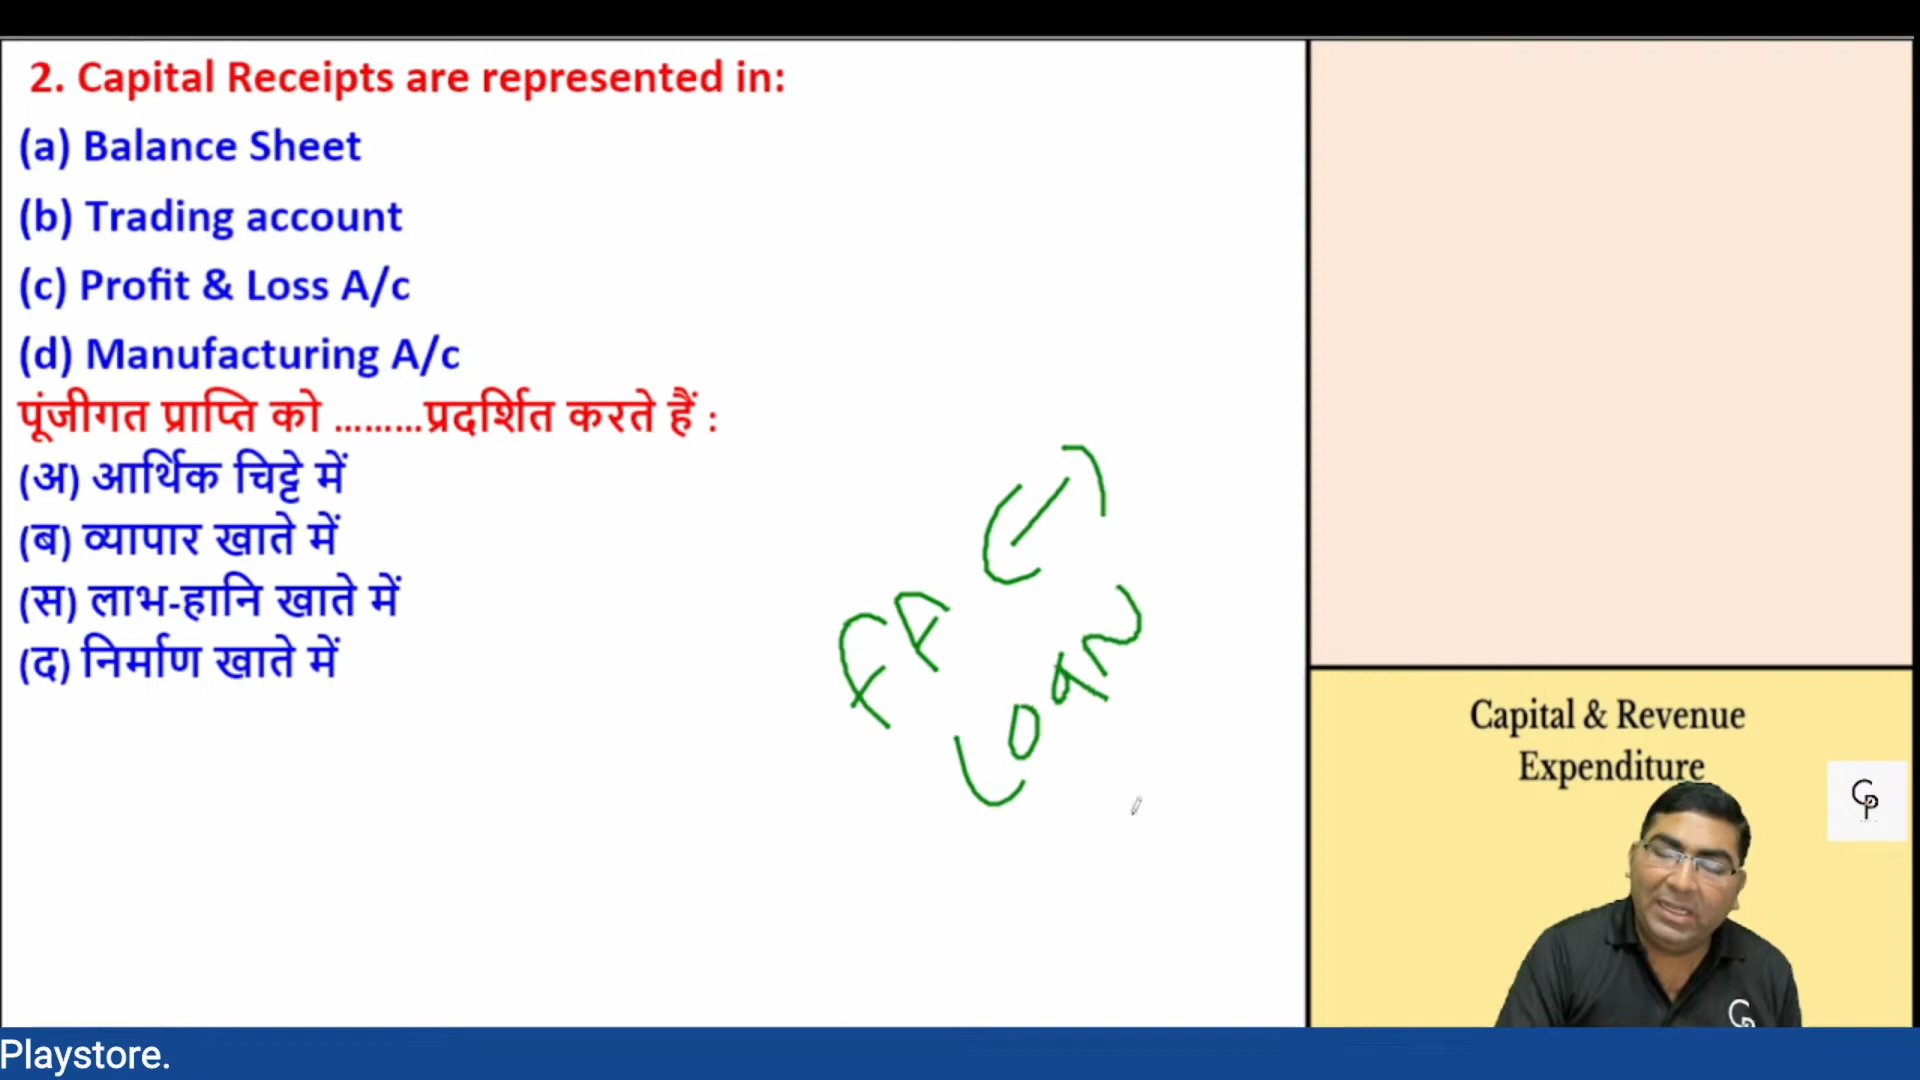 2. Capital Receipts are represented in:
(a) Balance Sheet
(b) Trading account
(c) Profit & Loss A/c
(d) Manufacturing A/c
पूंजीगत प्राप्ति को .........प्रदर्शित करते हैं :
(अ) आर्थिक चिट्टे में
(ब) व्यापार खाते में
(स) लाभ-हानि खाते में
(द) निर्माण खाते में
FA (-)
Loan
Capital & Revenue
Expenditure
CP
Playstore.